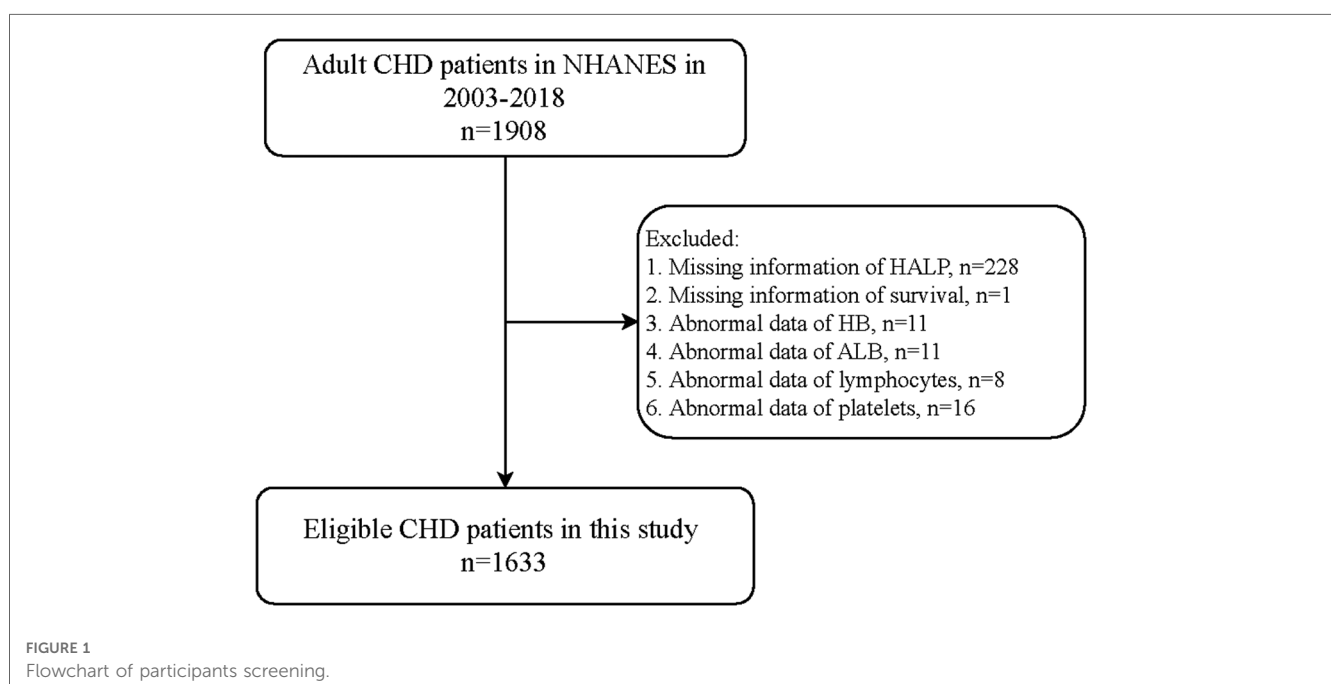 Adult CHD patients in NHANES in
2003-2018
n=1908
Excluded:
1. Missing information of HALP, n=228
2. Missing information of survival, n=1
3. Abnormal data of HB, n=11
4. Abnormal data of ALB, n=11
5. Abnormal data of lymphocytes, n=8
6. Abnormal data of platelets, n=16
Eligible CHD patients in this study
n=1633
FIGURE 1
Flowchart of participants screening.